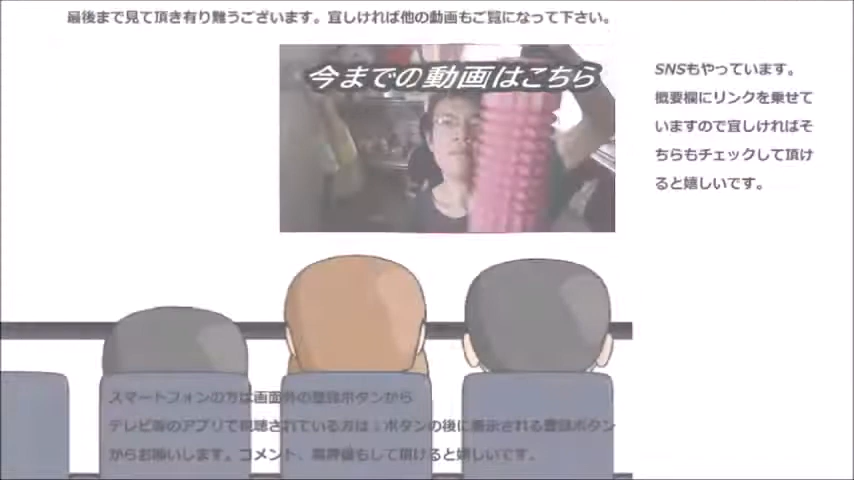 最後まで見て頂き有り難うございます。宜しければ他の動画もご覧になって下さい。
今までの動画はこちら
SNSもやっています。
概要欄にリンクを乗せて
いますので宜しければそ
ちらもチェックして頂け
ると嬉しいです。
スマートフォンの方は画面外の登録ボタンから
テレビ等のアプリで視聴されている方は：ボタンの後に表示される登録ボタン
からお願いします。コメント、高評価もして頂けると嬉しいです。